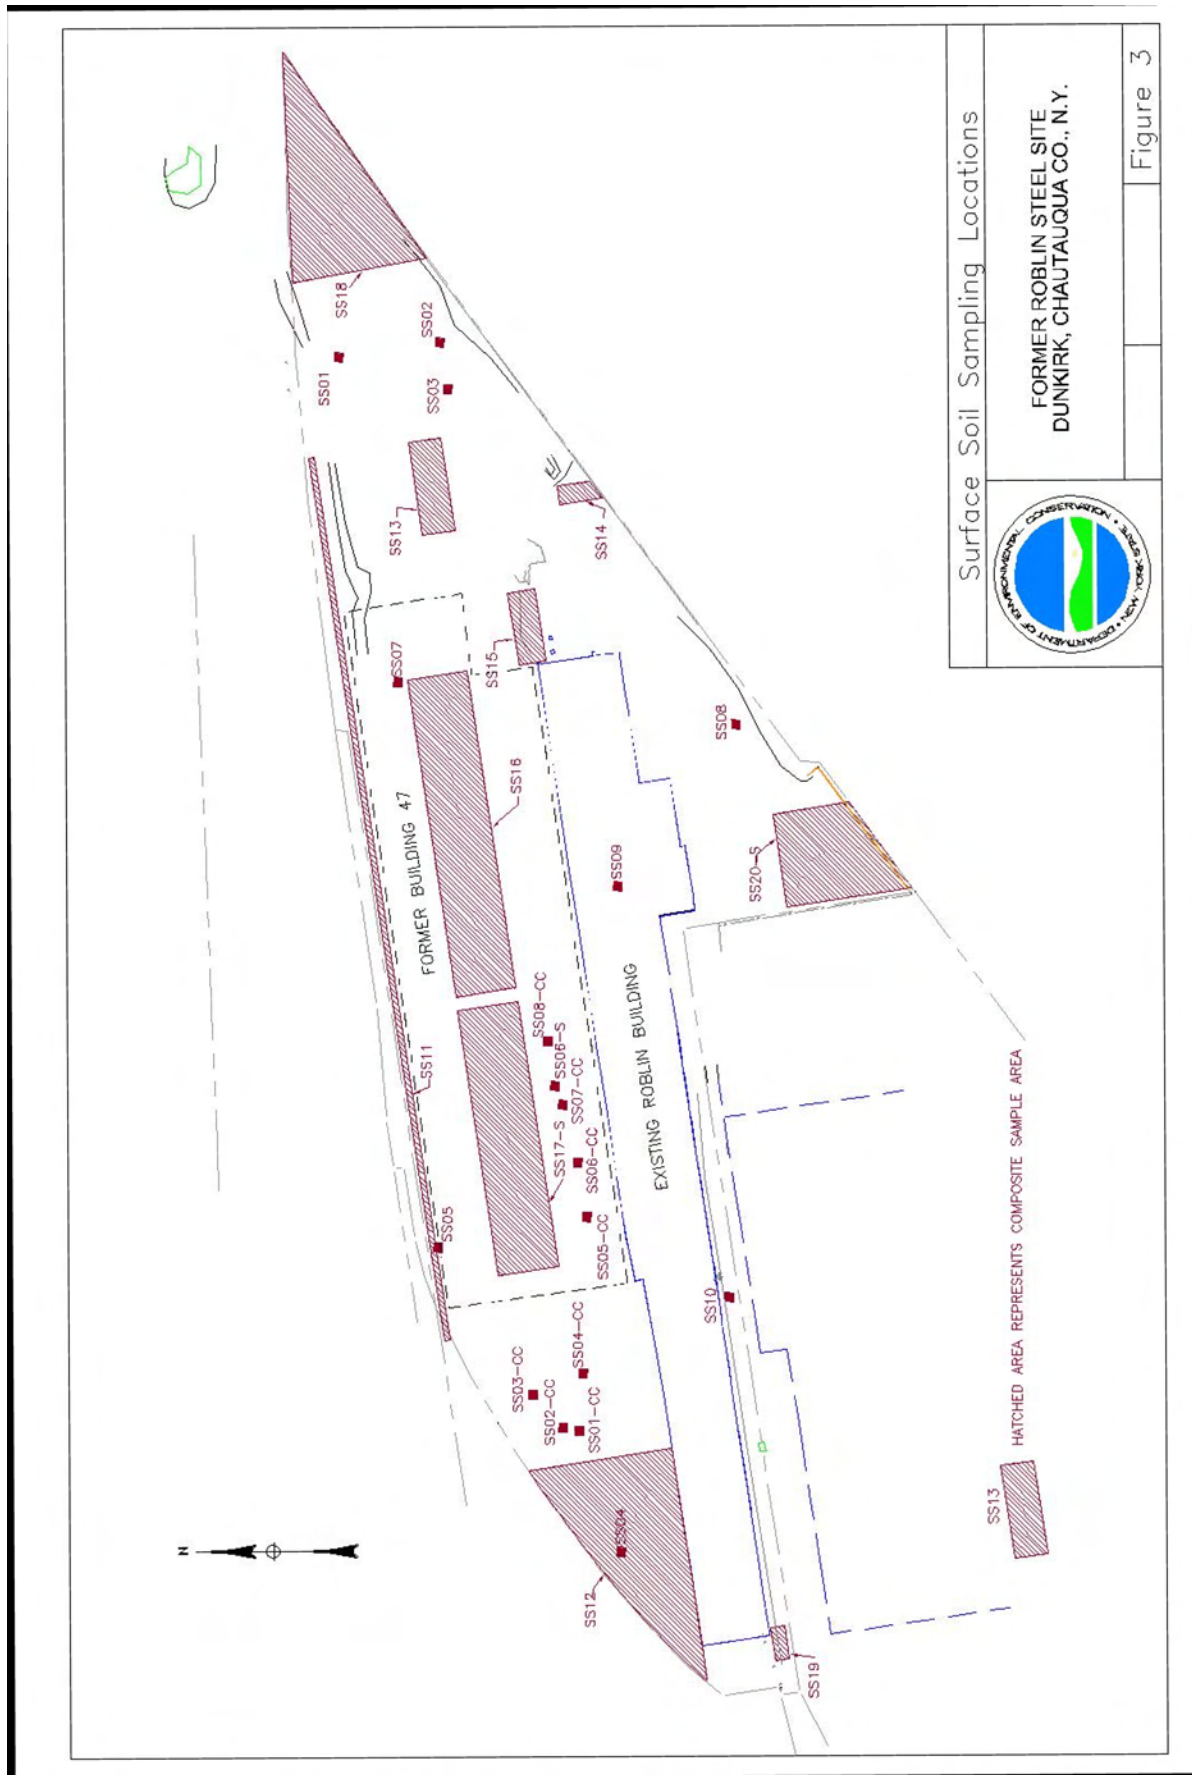 N
SS18
SS01
SS02
SS03
SS13
SS14
SS15
SS07
SS08
SS16
FORMER BUILDING 47
SS09
SS20-S
SS11
SS08-CC
SS06-S
SS07-CC
SS17-S
SS06-CC
SS05-CC
SS05
EXISTING ROBLIN BUILDING
SS10
SS03-CC
SS04-CC
SS02-CC
SS01-CC
SS04
SS12
SS19
SS13
HATCHED AREA REPRESENTS COMPOSITE SAMPLE AREA
Surface Soil Sampling Locations
FORMER ROBLIN STEEL SITE
DUNKIRK, CHAUTAUQUA CO., N.Y.
Figure 3
NEW YORK STATE DEPARTMENT OF ENVIRONMENTAL CONSERVATION